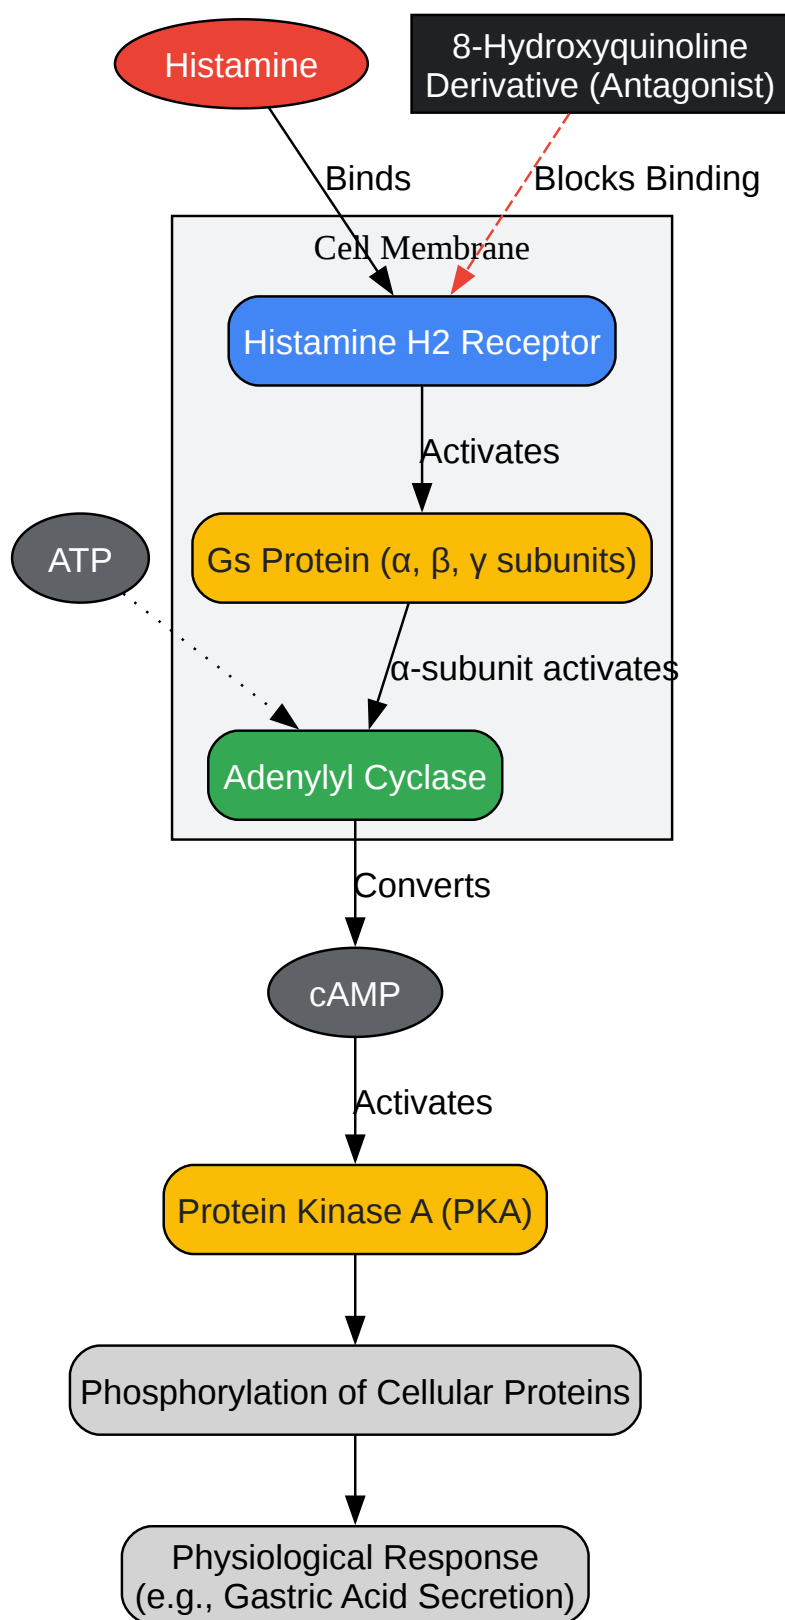 Histamine
8-Hydroxyquinoline
Derivative (Antagonist)
Binds
Blocks Binding
Cell Membrane
Histamine H2 Receptor
Activates
ATP
Gs Protein (α, β, γ subunits)
α-subunit activates
Adenylyl Cyclase
Converts
cAMP
Activates
Protein Kinase A (PKA)
Phosphorylation of Cellular Proteins
Physiological Response
(e.g., Gastric Acid Secretion)